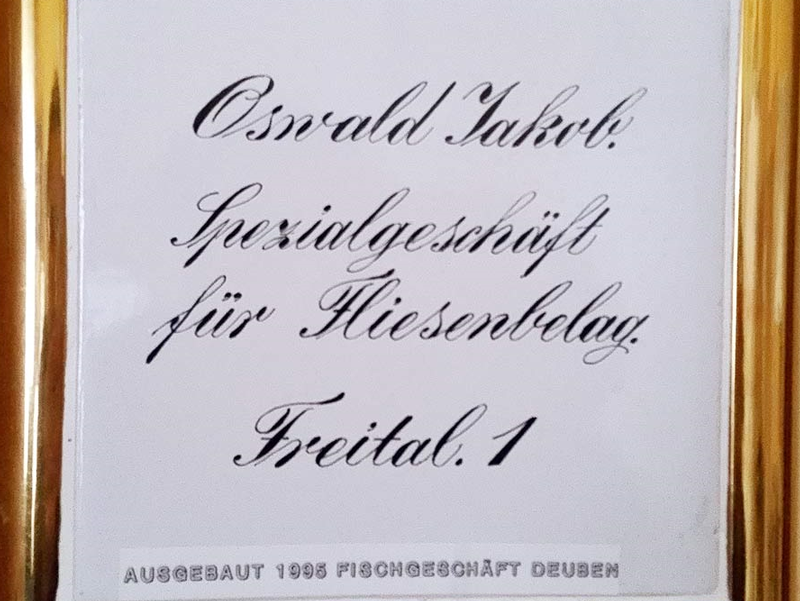 Oswald Jakob.
Spezialgeschäft
für Fliesenbelag.
Freital. 1
AUSGEBAUT 1995 FISCHGESCHÄFT DEUBEN